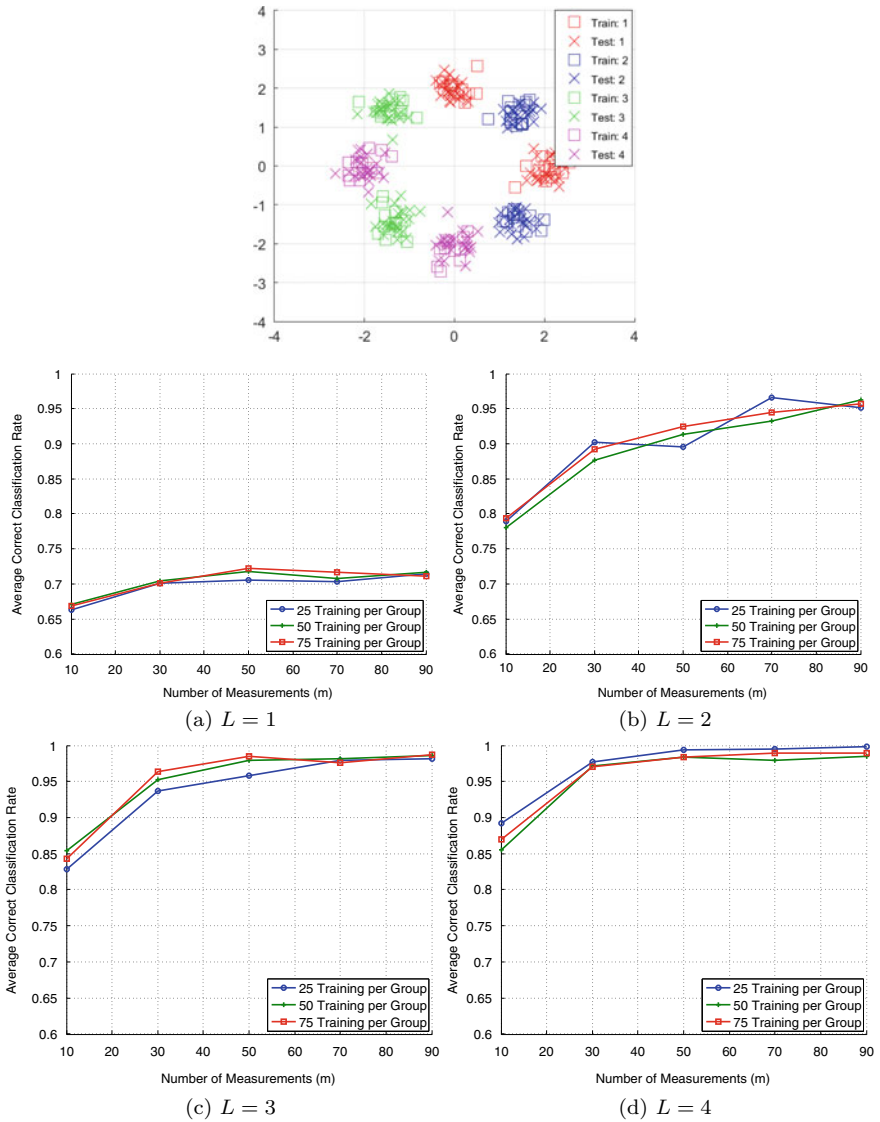 4
3
2
1
0
-1
-2
-3
-4
-4
-2
0
2
4
Train: 1
Test: 1
Train: 2
Test: 2
Train: 3
Test: 3
Train: 4
Test: 4
1
0.95
0.9
0.85
0.8
0.75
0.7
0.65
0.6
10 20 30 40 50 60 70 80 90
Average Correct Classification Rate
Number of Measurements (m)
25 Training per Group
50 Training per Group
75 Training per Group
(a) L = 1
1
0.95
0.9
0.85
0.8
0.75
0.7
0.65
0.6
10 20 30 40 50 60 70 80 90
Average Correct Classification Rate
Number of Measurements (m)
25 Training per Group
50 Training per Group
75 Training per Group
(b) L = 2
1
0.95
0.9
0.85
0.8
0.75
0.7
0.65
0.6
10 20 30 40 50 60 70 80 90
Average Correct Classification Rate
Number of Measurements (m)
25 Training per Group
50 Training per Group
75 Training per Group
(c) L = 3
1
0.95
0.9
0.85
0.8
0.75
0.7
0.65
0.6
10 20 30 40 50 60 70 80 90
Average Correct Classification Rate
Number of Measurements (m)
25 Training per Group
50 Training per Group
75 Training per Group
(d) L = 4